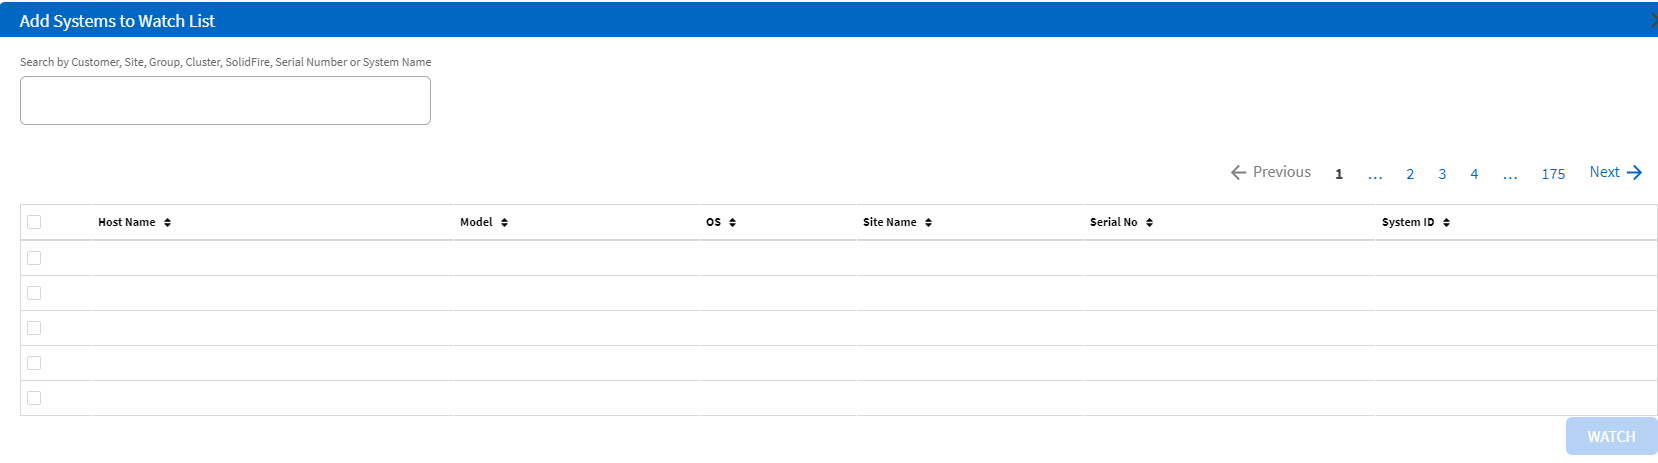 Add Systems to Watch List
Search by Customer, Site, Group, Cluster, SolidFire, Serial Number or System Name
Previous 1 ... 2 3 4 ... 175 Next
Host Name Model OS Site Name Serial No System ID
WATCH